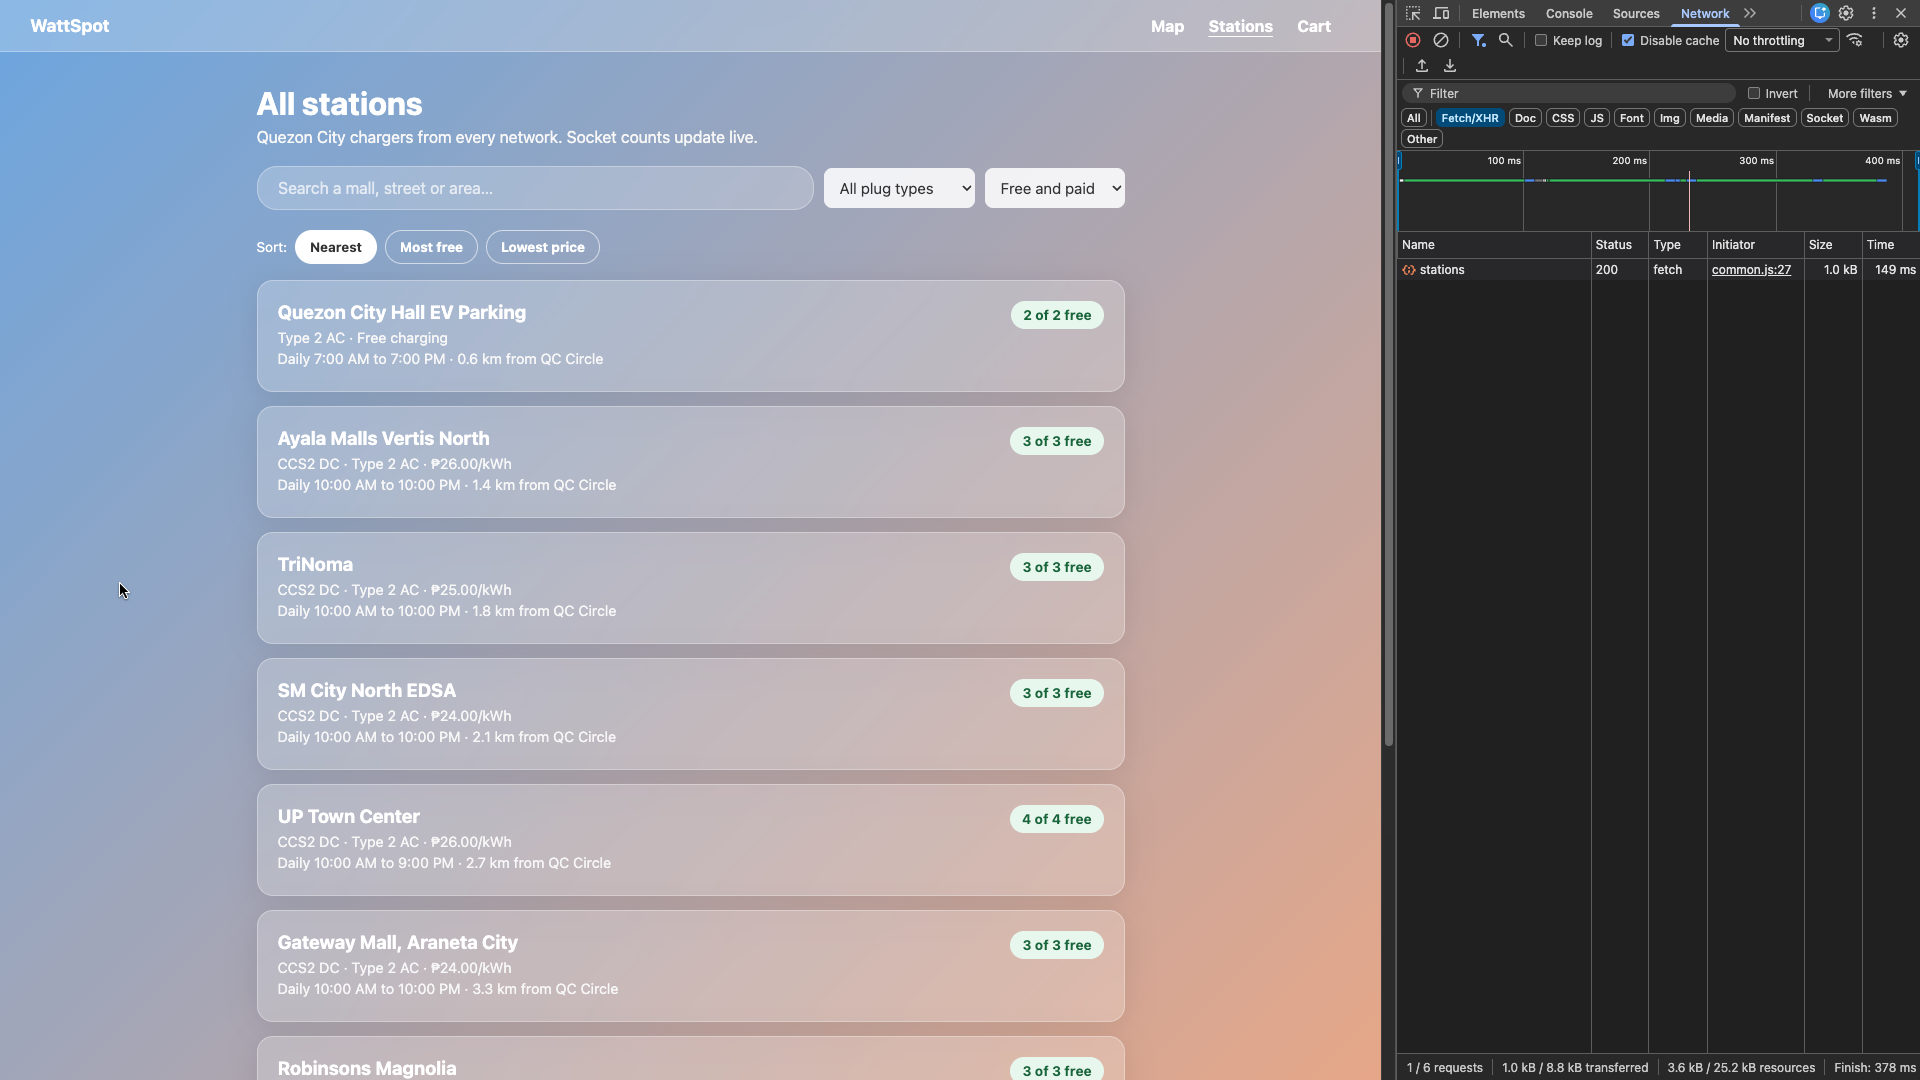 WattSpot
Map
Stations
Cart
All stations
Quezon City chargers from every network. Socket counts update live.
Search a mall, street or area...
All plug types
Free and paid
Sort:
Nearest
Most free
Lowest price
Quezon City Hall EV Parking
2 of 2 free
Type 2 AC · Free charging
Daily 7:00 AM to 7:00 PM · 0.6 km from QC Circle
Ayala Malls Vertis North
3 of 3 free
CCS2 DC · Type 2 AC · ₱26.00/kWh
Daily 10:00 AM to 10:00 PM · 1.4 km from QC Circle
TriNoma
3 of 3 free
CCS2 DC · Type 2 AC · ₱25.00/kWh
Daily 10:00 AM to 10:00 PM · 1.8 km from QC Circle
SM City North EDSA
3 of 3 free
CCS2 DC · Type 2 AC · ₱24.00/kWh
Daily 10:00 AM to 10:00 PM · 2.1 km from QC Circle
UP Town Center
4 of 4 free
CCS2 DC · Type 2 AC · ₱26.00/kWh
Daily 10:00 AM to 9:00 PM · 2.7 km from QC Circle
Gateway Mall, Araneta City
3 of 3 free
CCS2 DC · Type 2 AC · ₱24.00/kWh
Daily 10:00 AM to 10:00 PM · 3.3 km from QC Circle
Robinsons Magnolia
3 of 3 free
Elements
Console
Sources
Network
Keep log
Disable cache
No throttling
Filter
Invert
More filters
All
Fetch/XHR
Doc
CSS
JS
Font
Img
Media
Manifest
Socket
Wasm
Other
100 ms
200 ms
300 ms
400 ms
Name
Status
Type
Initiator
Size
Time
stations
200
fetch
common.js:27
1.0 kB
149 ms
1 / 6 requests
1.0 kB / 8.8 kB transferred
3.6 kB / 25.2 kB resources
Finish: 378 ms